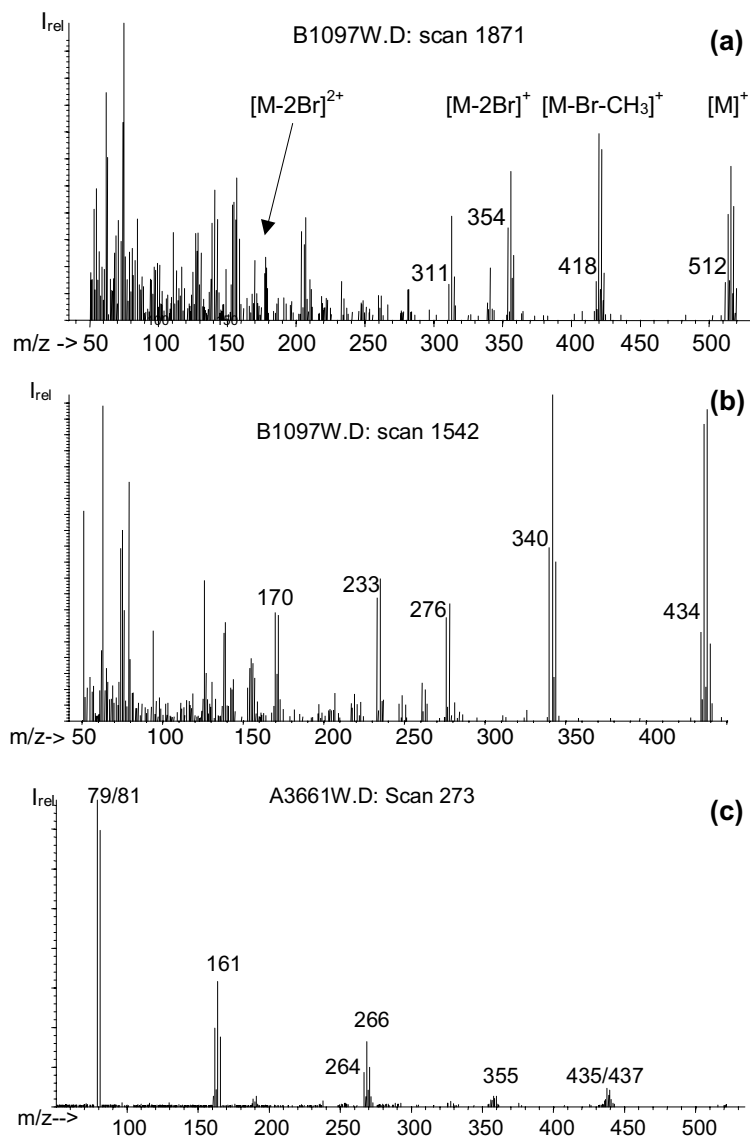 I rel
B1097W.D: scan 1871
(a)
[M-2Br]2+
[M-2Br]+
[M-Br-CH3]+
[M]+
311
354
418
512
m/z -> 50 100 150 200 250 300 350 400 450 500
I rel
(b)
B1097W.D: scan 1542
170
233
276
340
434
m/z-> 50 100 150 200 250 300 350 400
I rel
79/81
A3661W.D: Scan 273
(c)
161
266
264
355
435/437
m/z--> 100 150 200 250 300 350 400 450 500